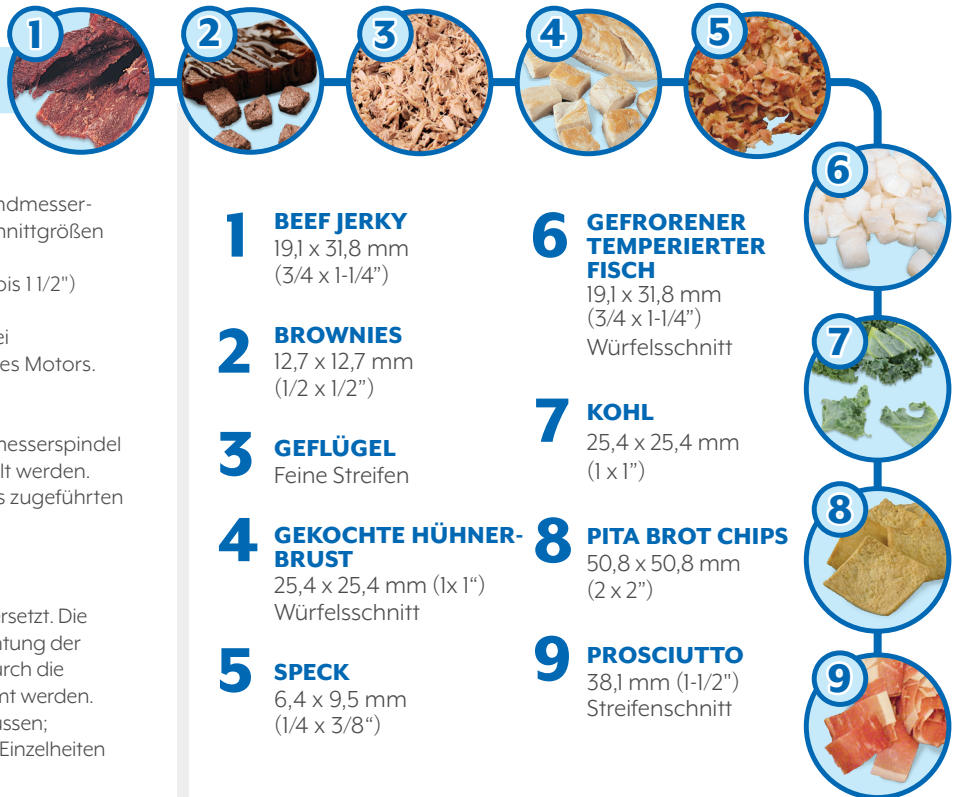 1
2
3
4
5
6
7
8
9
ndmesser-
hnittgrößen
bis 1 1/2")
ei
es Motors.
messerspindel
lt werden.
s zugeführten
rsetzt. Die
htung der
urch die
mt werden.
ussen;
Einzelheiten
1 BEEF JERKY
19,1 x 31,8 mm
(3/4 x 1-1/4”)
2 BROWNIES
12,7 x 12,7 mm
(1/2 x 1/2”)
3 GEFLÜGEL
Feine Streifen
4 GEKOCHTE HÜHNER-
BRUST
25,4 x 25,4 mm (1x 1“)
Würfelsschnitt
5 SPECK
6,4 x 9,5 mm
(1/4 x 3/8“)
6 GEFRORENER
TEMPERIERTER
FISCH
19,1 x 31,8 mm
(3/4 x 1-1/4”)
Würfelsschnitt
7 KOHL
25,4 x 25,4 mm
(1 x 1”)
8 PITA BROT CHIPS
50,8 x 50,8 mm
(2 x 2”)
9 PROSCIUTTO
38,1 mm (1-1/2")
Streifenschnitt